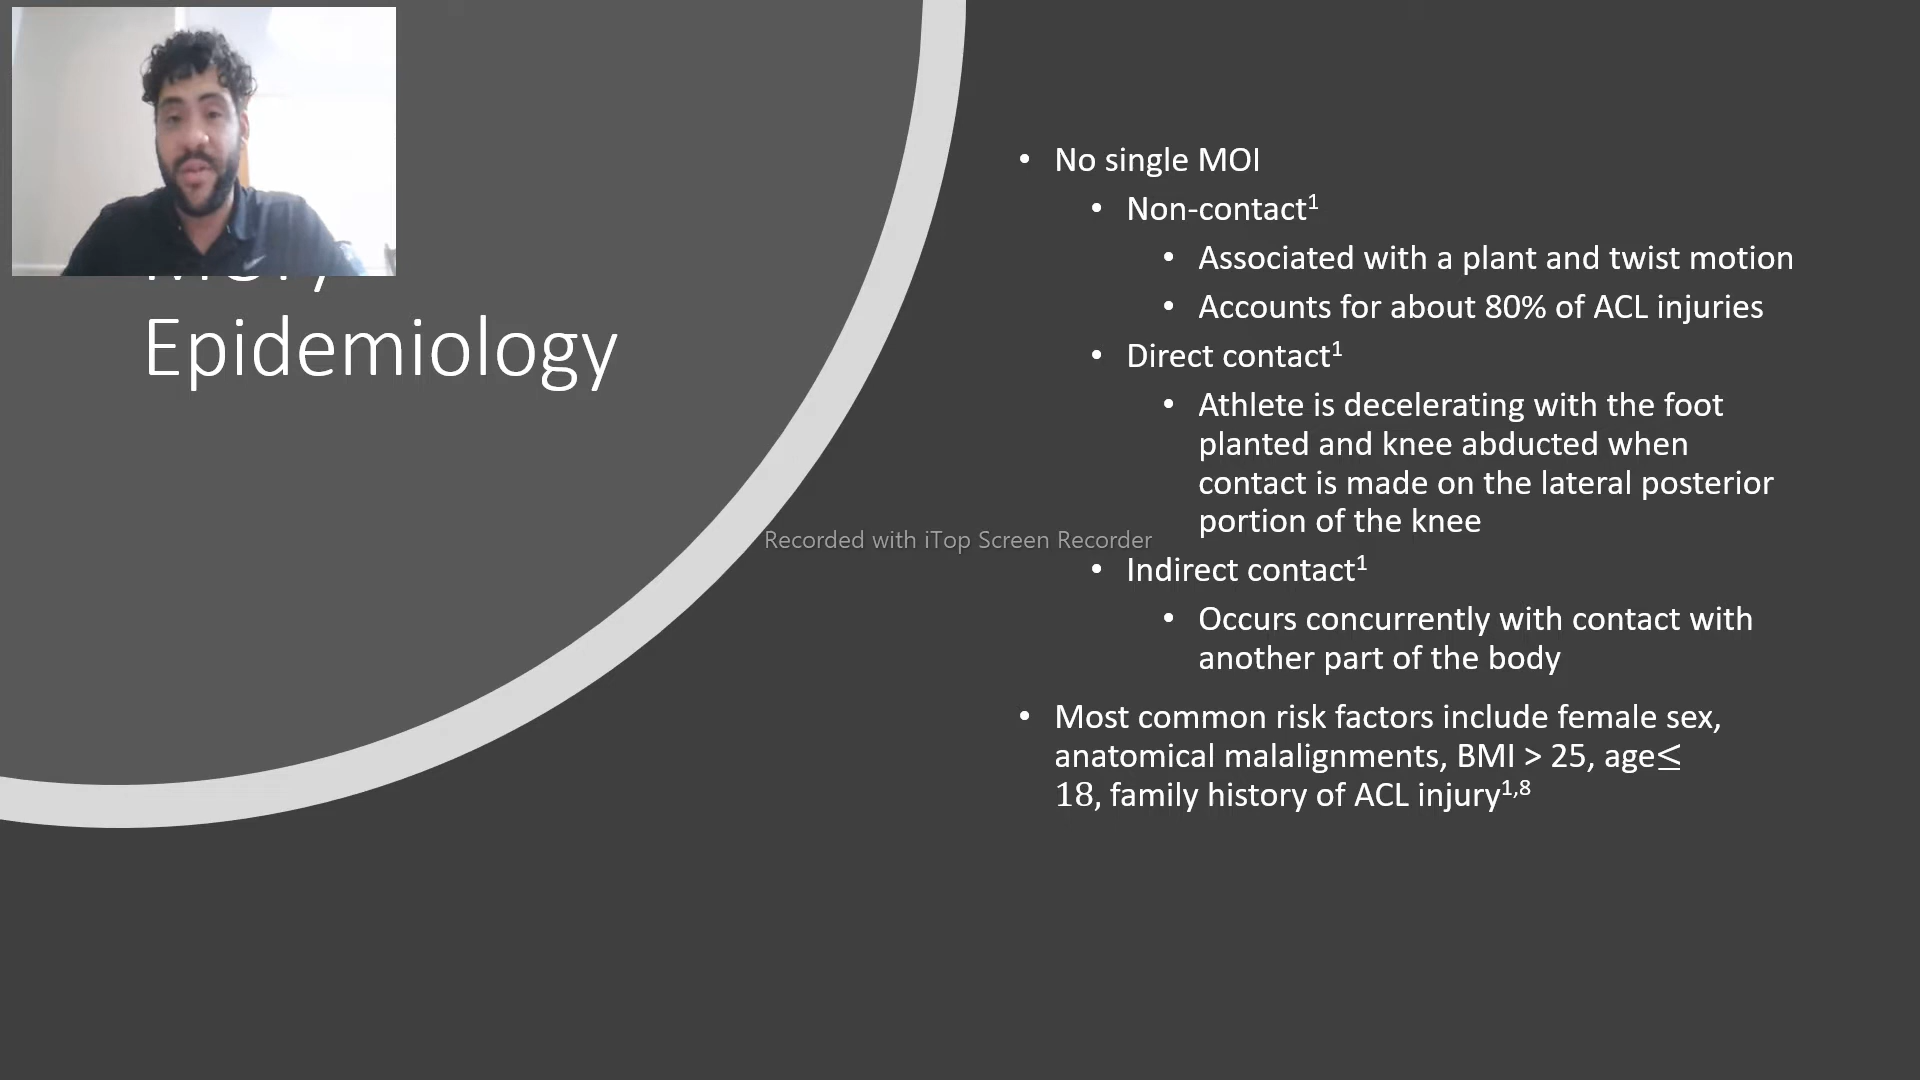 Epidemiology
• No single MOI
• Non-contact¹
• Associated with a plant and twist motion
• Accounts for about 80% of ACL injuries
• Direct contact¹
• Athlete is decelerating with the foot
planted and knee abducted when
contact is made on the lateral posterior
portion of the knee
Recorded with iTop Screen Recorder
• Indirect contact¹
• Occurs concurrently with contact with
another part of the body
• Most common risk factors include female sex,
anatomical malalignments, BMI > 25, age≤
18, family history of ACL injury¹,⁸